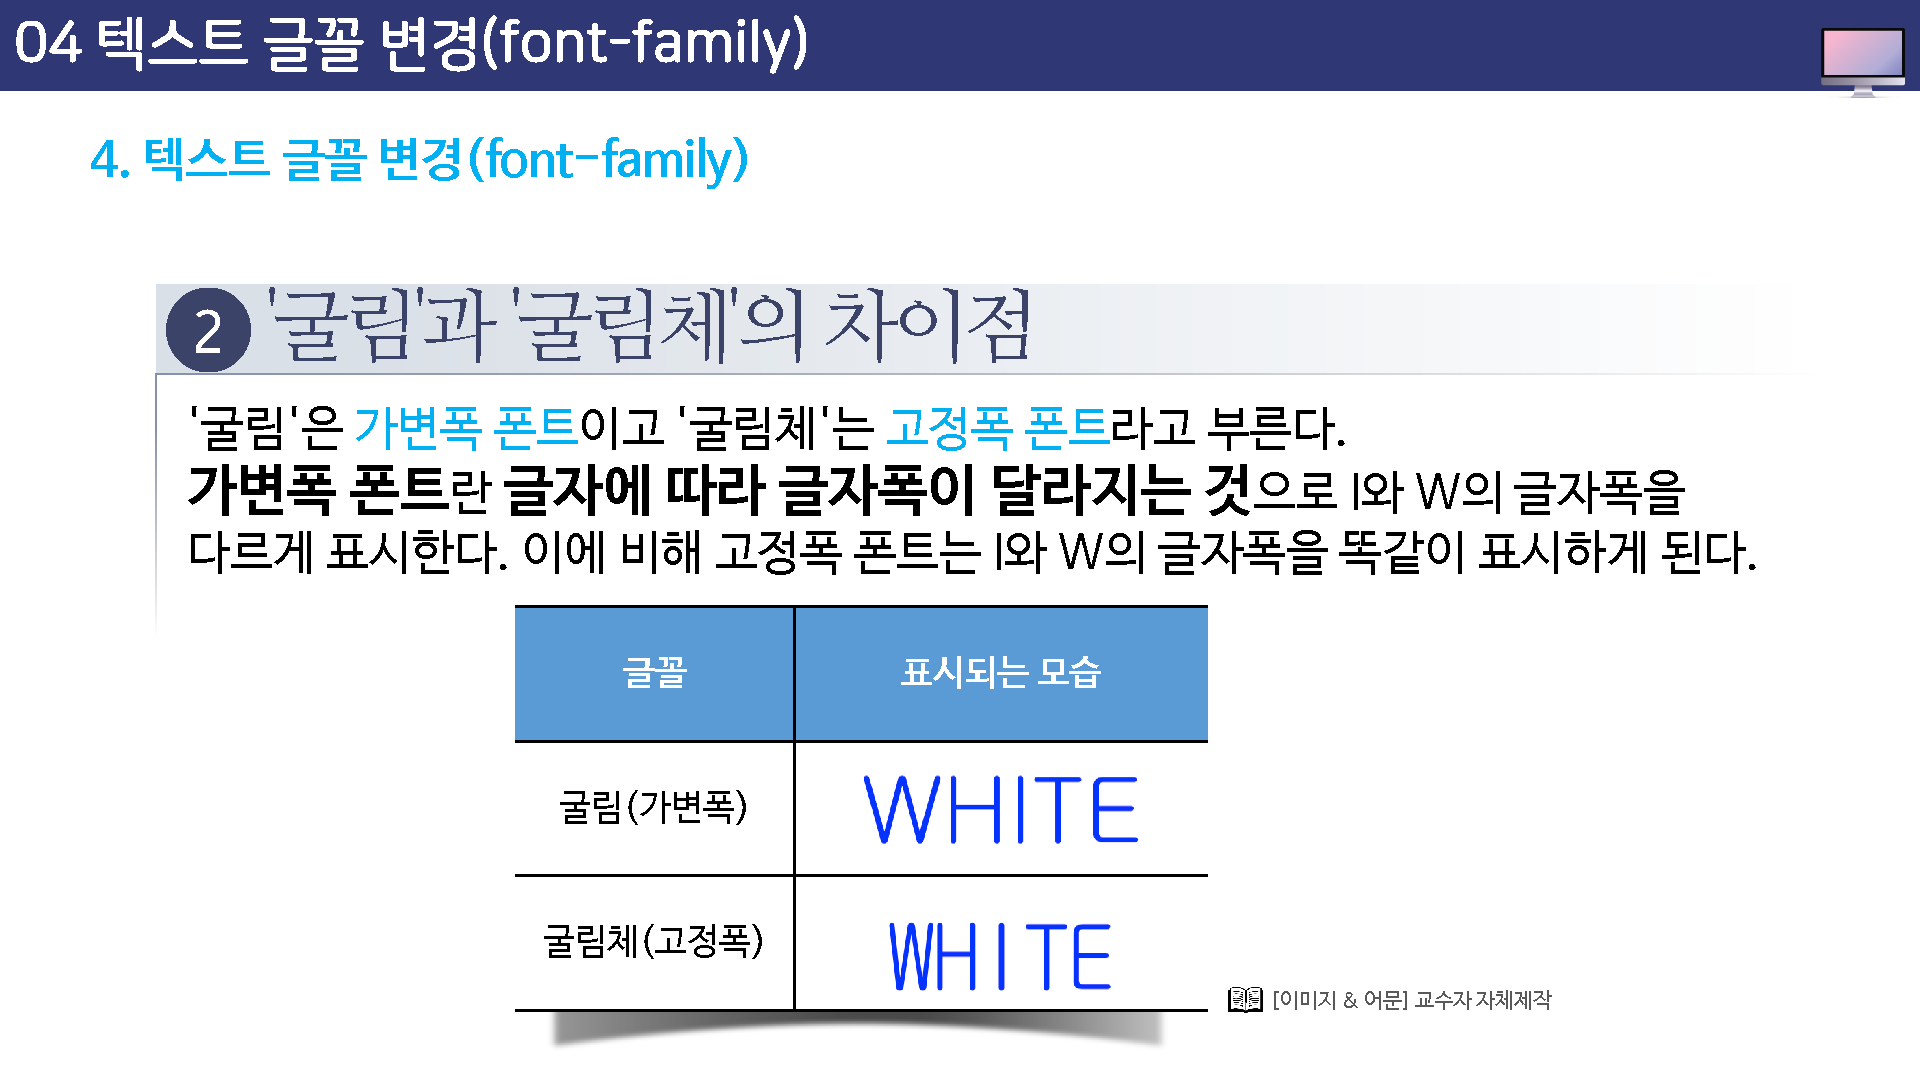 04 텍스트 글꼴 변경(font-family)
4. 텍스트 글꼴 변경(font-family)
2 '굴림'과 '굴림체'의 차이점
'굴림'은 가변폭 폰트이고 '굴림체'는 고정폭 폰트라고 부른다.
가변폭 폰트란 글자에 따라 글자폭이 달라지는 것으로 I와 W의 글자폭을
다르게 표시한다. 이에 비해 고정폭 폰트는 I와 W의 글자폭을 똑같이 표시하게 된다.
글꼴 표시되는 모습
굴림(가변폭) WHITE
굴림체(고정폭) WHITE
[이미지 & 어문] 교수자 자체제작